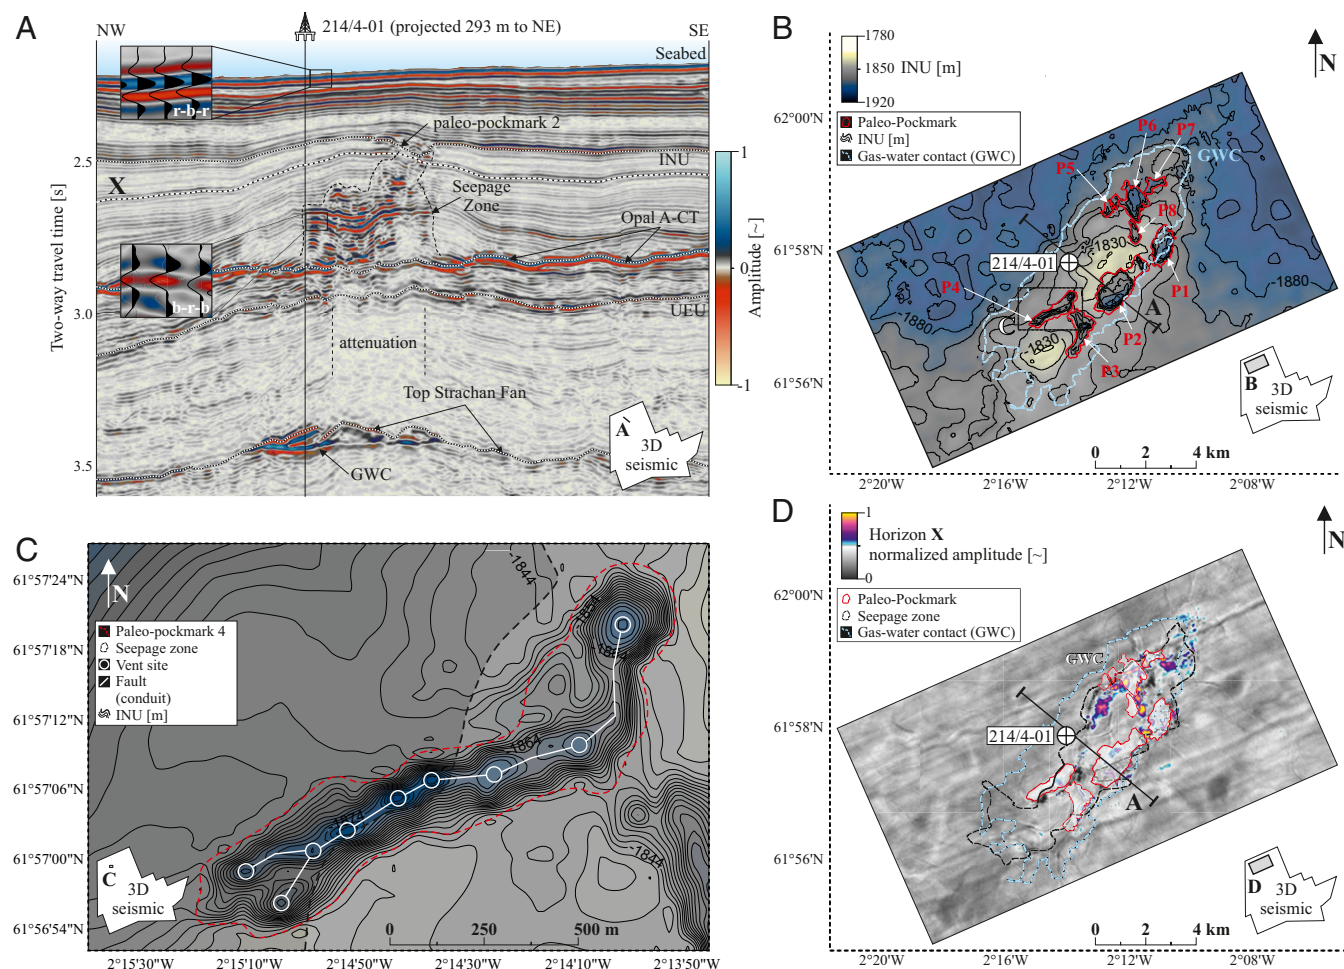 A
NW
214/4-01 (projected 293 m to NE)
SE
Seabed
r-b-r
paleo-pockmark 2
INU
2.5
X
Seepage
Zone
Opal A-CT
b-r-b
3.0
UEU
attenuation
Top Strachan Fan
3.5
GWC
Two-way travel time [s]
1
0
-1
Amplitude [~]
A
3D
seismic
B
1780
1850
1920
INU [m]
N
Paleo-Pockmark
INU [m]
Gas-water contact (GWC)
62°00'N
61°58'N
61°56'N
P6
P7
GWC
P5
P8
-1830
214/4-01
P4
P1
-1880
A
-1880
C
P2
-1830
P3
B
3D
seismic
0 2 4 km
2°20'W
2°16'W
2°12'W
2°08'W
C
61°57'24"N
61°57'18"N
61°57'12"N
61°57'06"N
61°57'00"N
61°56'54"N
N
Paleo-pockmark 4
Seepage zone
Vent site
Fault
(conduit)
INU [m]
-1844
-1854
-1864
-1864
-1874
-1844
C
3D
seismic
0 250 500 m
2°15'30"W
2°15'10"W
2°14'50"W
2°14'30"W
2°14'10"W
2°13'50"W
D
1
0
Horizon X
normalized amplitude [~]
N
Paleo-Pockmark
Seepage zone
Gas-water contact (GWC)
62°00'N
61°58'N
61°56'N
GWC
214/4-01
A
D
3D
seismic
0 2 4 km
2°20'W
2°16'W
2°12'W
2°08'W